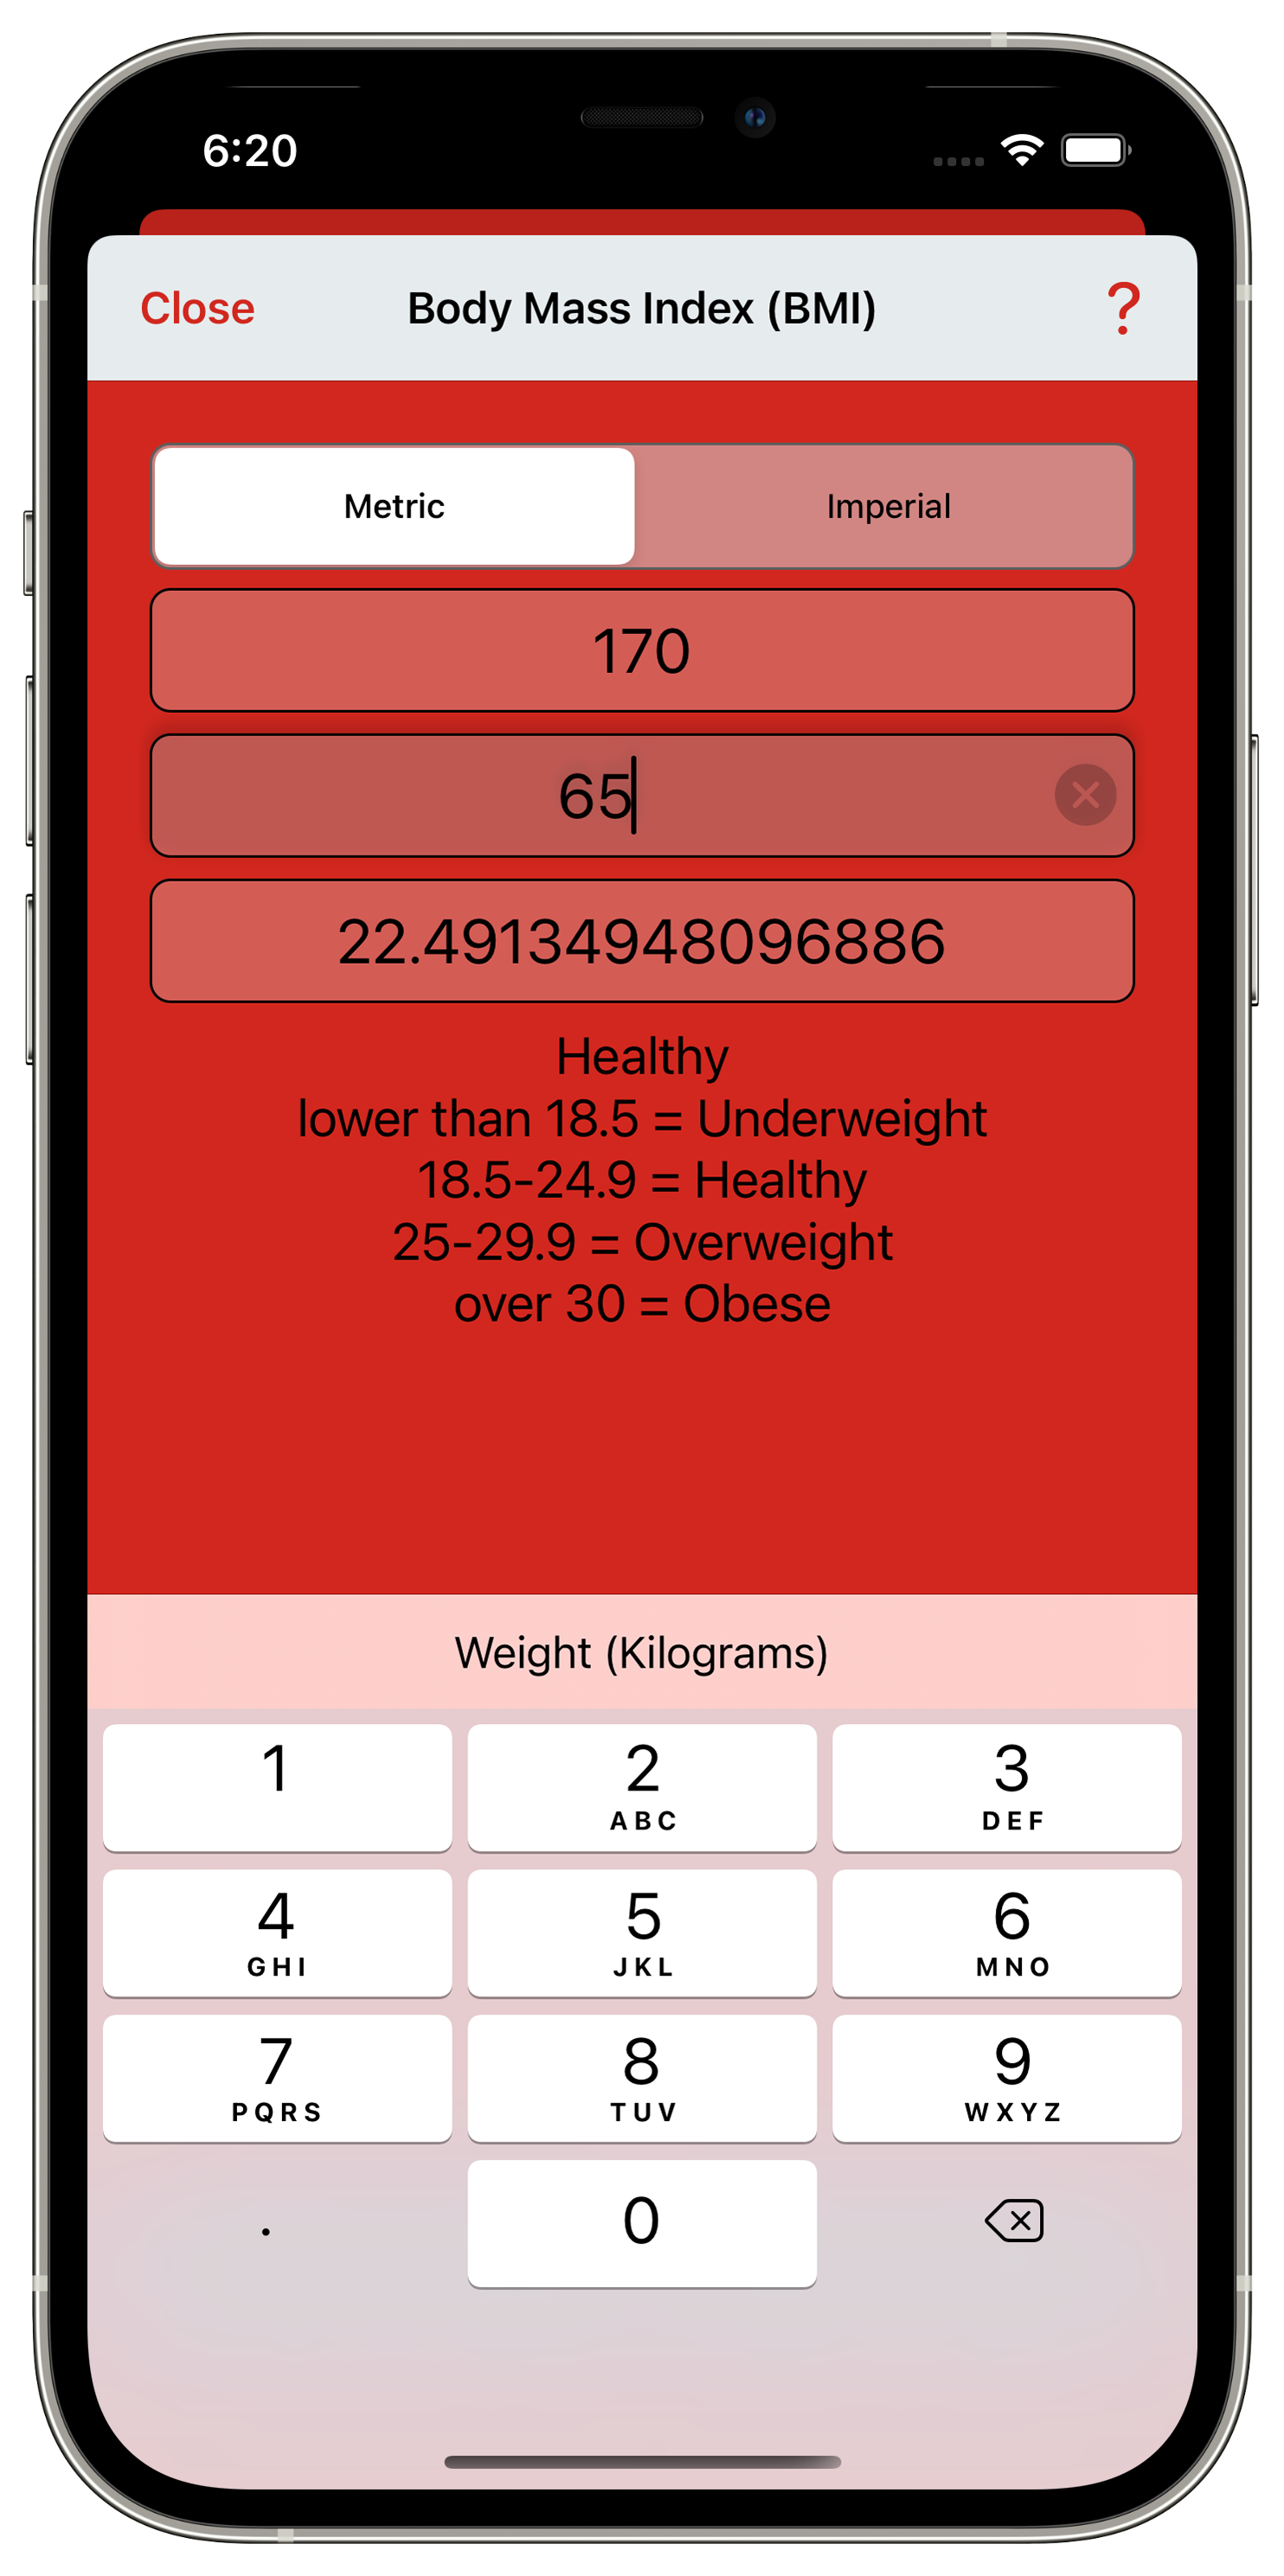 6:20
Close Body Mass Index (BMI) ?
Metric Imperial
170
65
22.49134948096886
Healthy
lower than 18.5 = Underweight
18.5-24.9 = Healthy
25-29.9 = Overweight
over 30 = Obese
Weight (Kilograms)
1 2 3
ABC DEF
4 5 6
GHI JKL MNO
7 8 9
PQRS TUV WXYZ
. 0